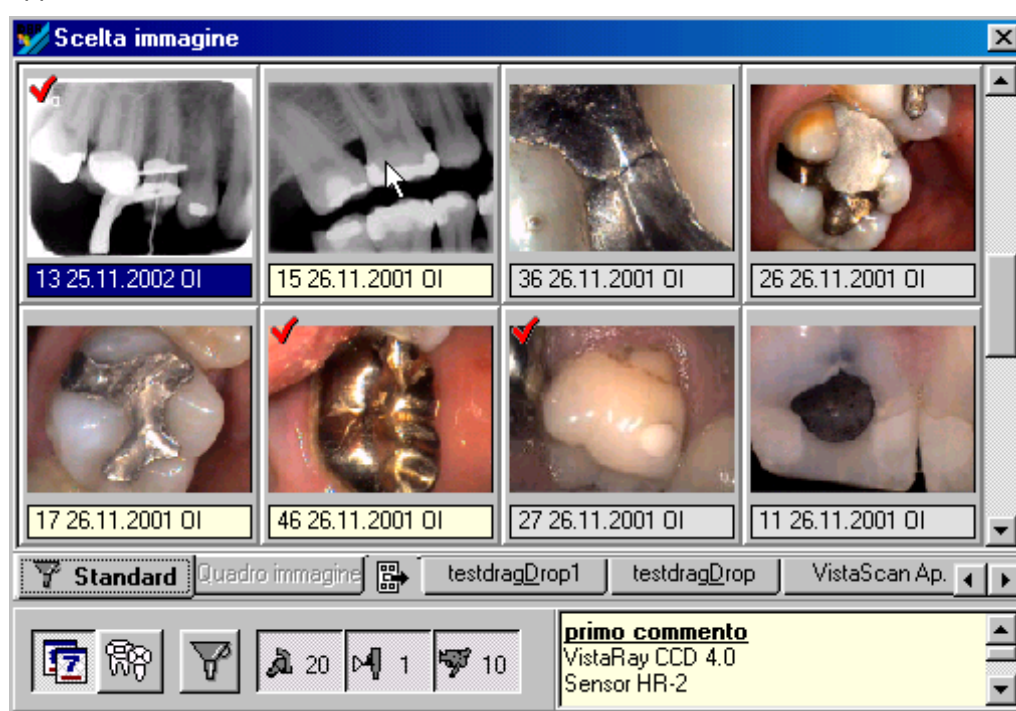 Scelta immagine
13 25.11.2002 OI
15 26.11.2001 OI
36 26.11.2001 OI
26 26.11.2001 OI
17 26.11.2001 OI
46 26.11.2001 OI
27 26.11.2001 OI
11 26.11.2001 OI
Standard
Quadro immagine
testdragDrop1
testdragDrop
VistaScan Ap.
7
20
1
10
primo commento
VistaRay CCD 4.0
Sensor HR-2